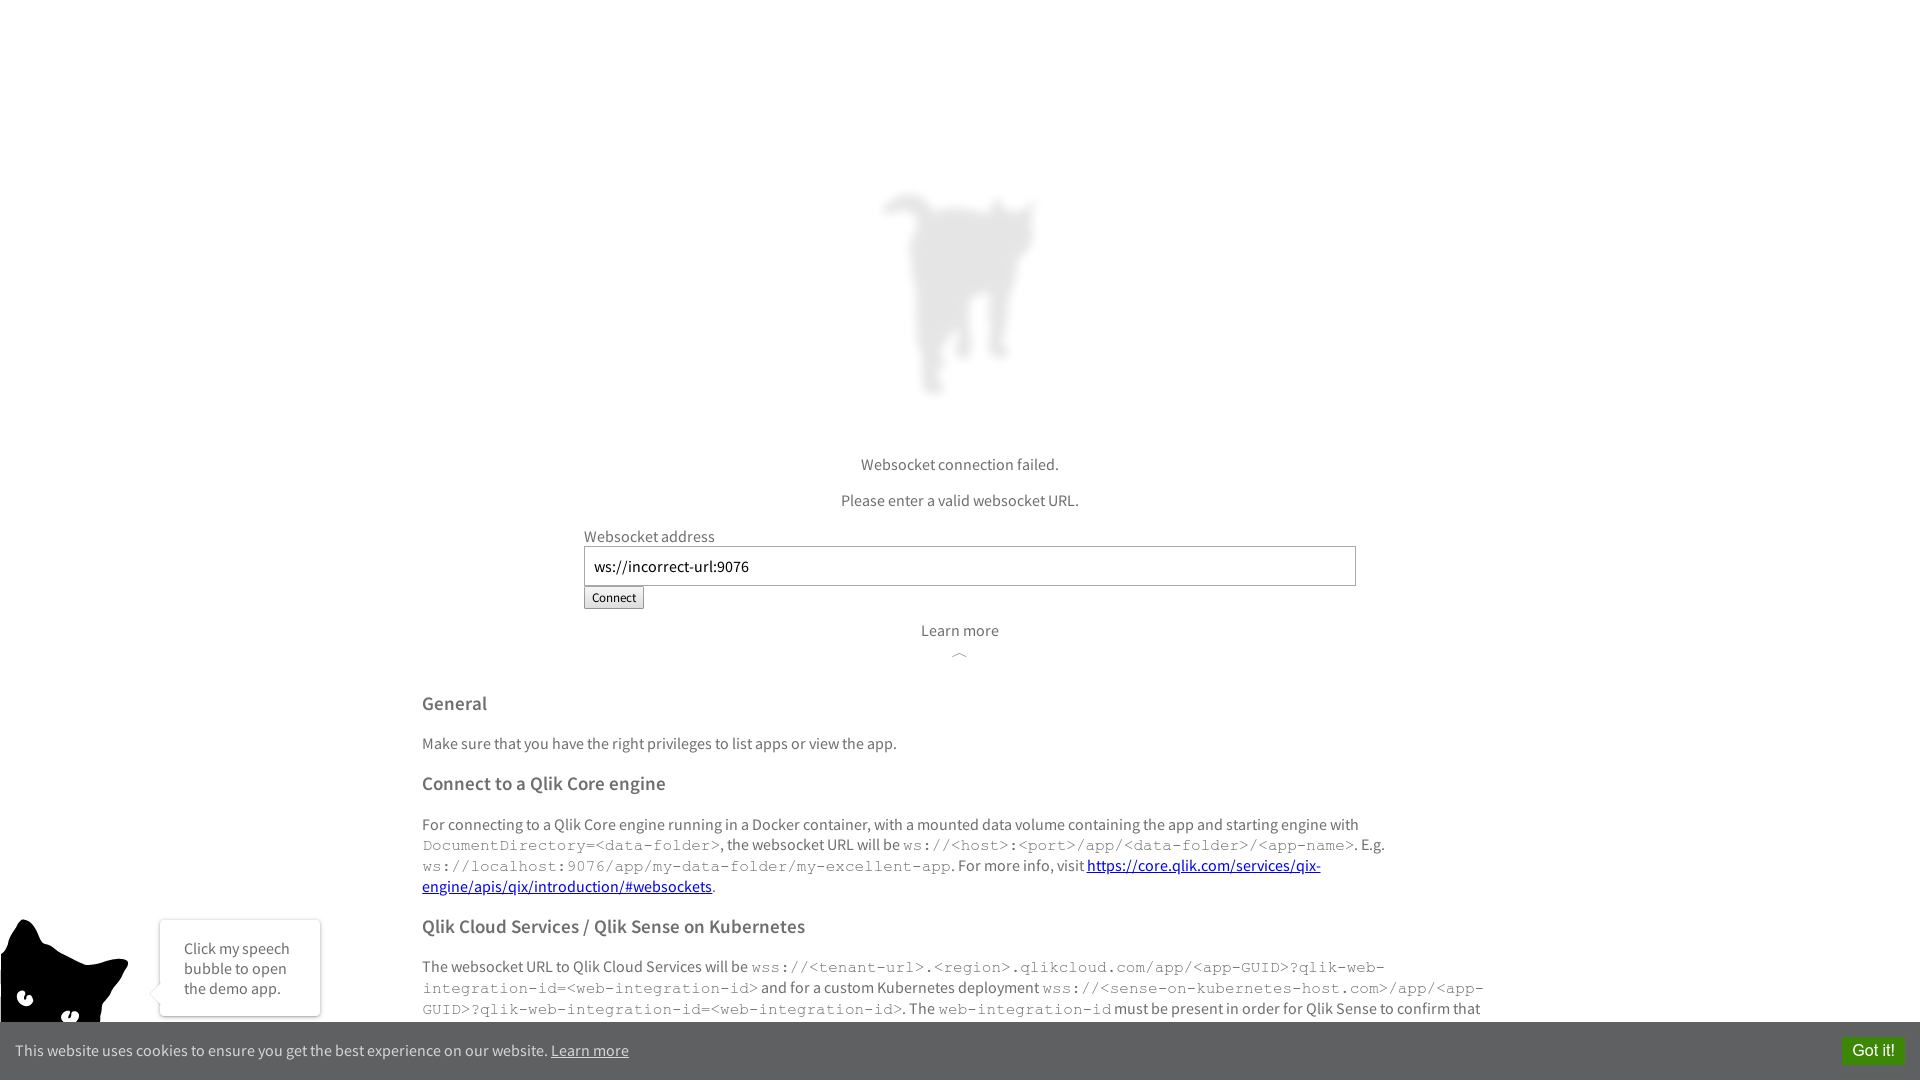 Websocket connection failed.
Please enter a valid websocket URL.
Websocket address
ws://incorrect-url:9076
Connect
Learn more
General
Make sure that you have the right privileges to list apps or view the app.
Connect to a Qlik Core engine
For connecting to a Qlik Core engine running in a Docker container, with a mounted data volume containing the app and starting engine with
DocumentDirectory=<data-folder>, the websocket URL will be ws://<host>:<port>/app/<data-folder>/<app-name>. E.g.
ws://localhost:9076/app/my-data-folder/my-excellent-app. For more info, visit https://core.qlik.com/services/qix-
engine/apis/qix/introduction/#websockets.
Qlik Cloud Services / Qlik Sense on Kubernetes
The websocket URL to Qlik Cloud Services will be wss://<tenant-url>.<region>.qlikcloud.com/app/<app-GUID>?qlik-web-
integration-id=<web-integration-id> and for a custom Kubernetes deployment wss://<sense-on-kubernetes-host.com>/app/<app-
GUID>?qlik-web-integration-id=<web-integration-id>. The web-integration-id must be present in order for Qlik Sense to confirm that
Click my speech
bubble to open
the demo app.
This website uses cookies to ensure you get the best experience on our website. Learn more
Got it!